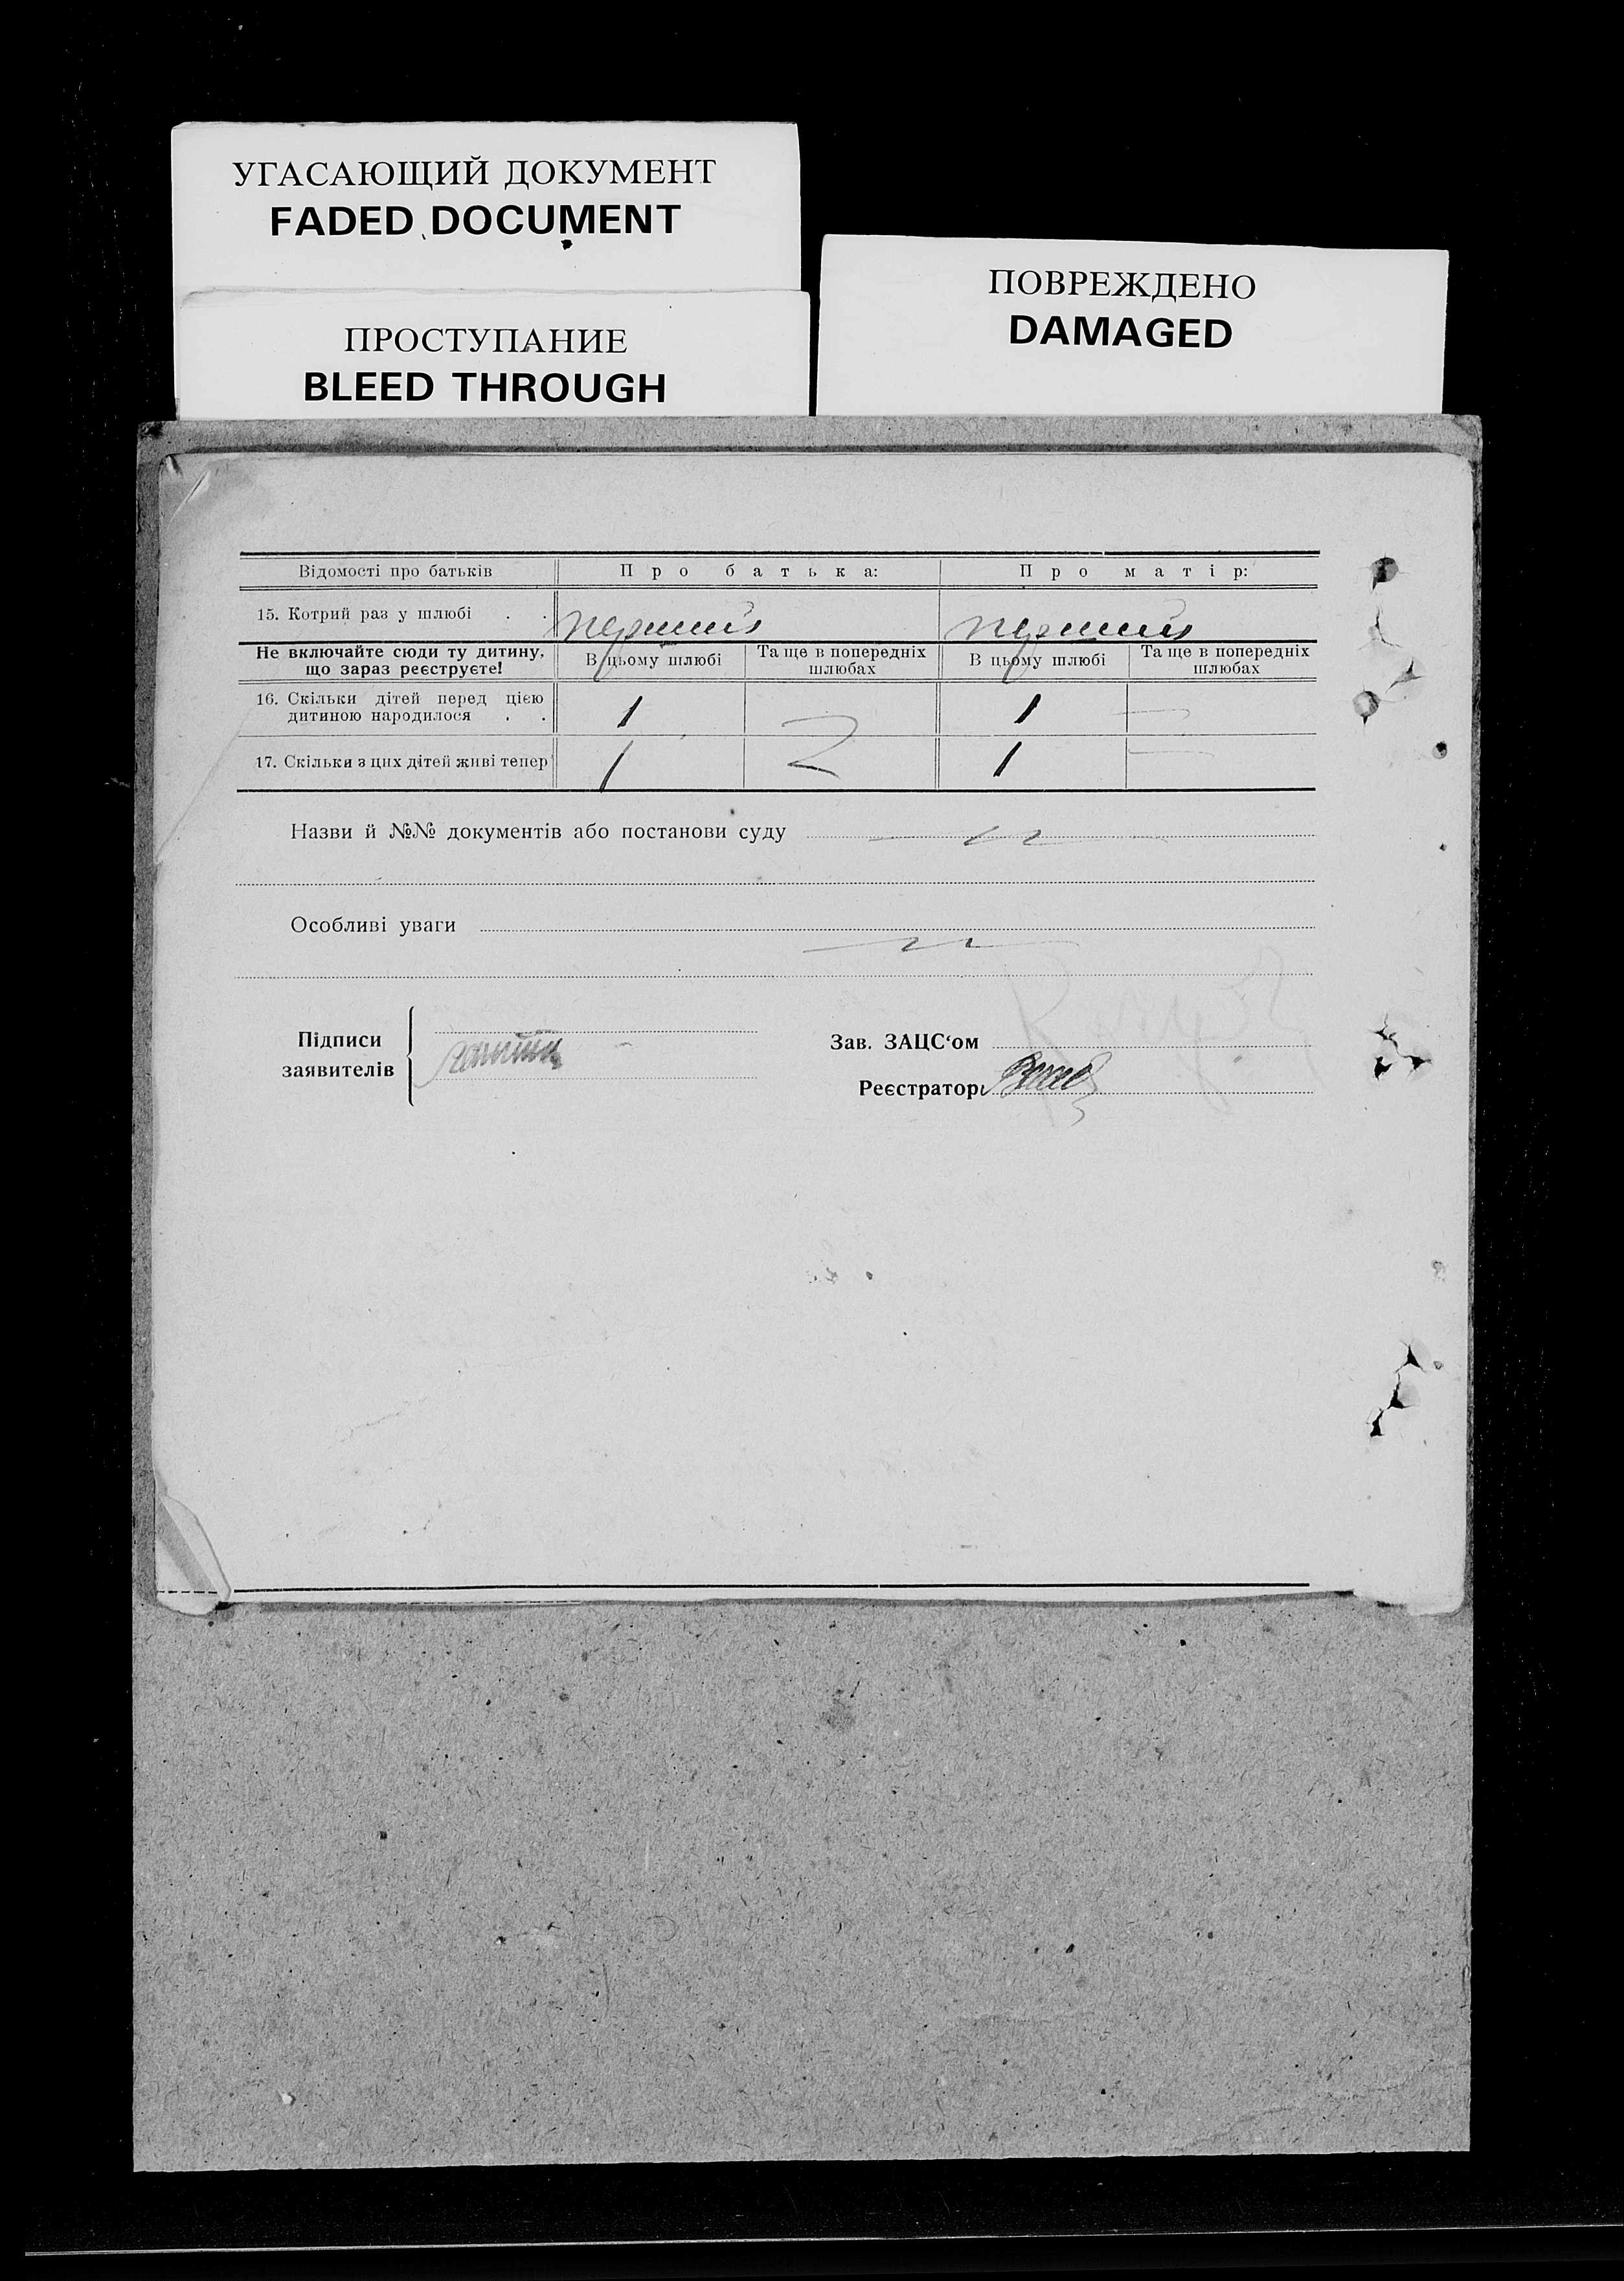 УГАСАЮЩИЙ ДОКУМЕНТ
FADED DOCUMENT
ПРОСТУПАНИЕ
BLEED THROUGH
ПОВРЕЖДЕНО
DAMAGED
Відомості про батьків Про батька: Про матір:
15. Котрий раз у шлюбі . . первий первий
Не включайте сюди ту дитину, що зараз реєструєте! В цьому шлюбі Та ще в попередніх шлюбах В цьому шлюбі Та ще в попередніх шлюбах
16. Скільки дітей перед цією
дитиною народилося . . 1 1 —
17. Скільки з цих дітей живі тепер 1 1 —
Назви й №№ документів або постанови суду
Особливі уваги
Підписи
заявителів
Зав. ЗАЦС‘ом
Реєстратор